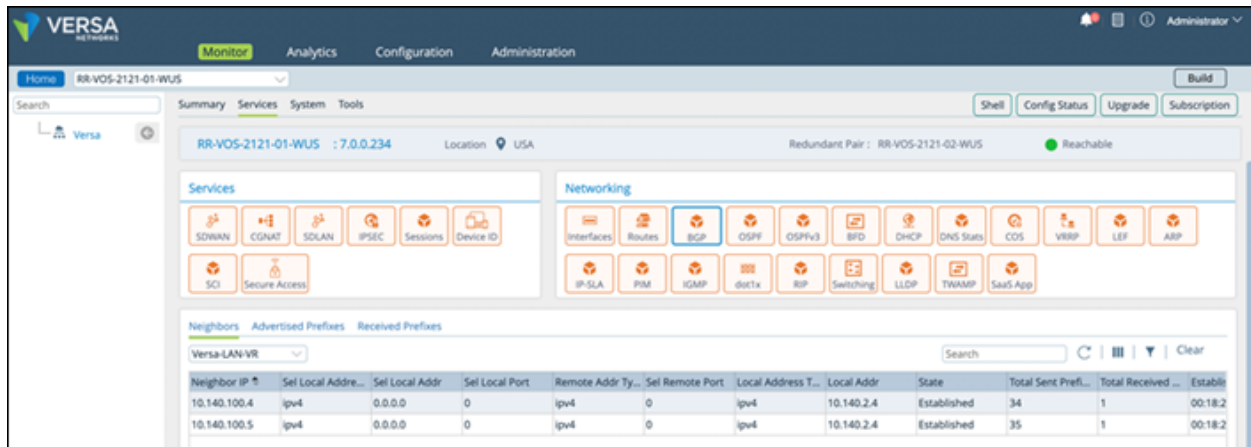 VERSA
NETWORKS
Administrator
Monitor Analytics Configuration Administration
Home RR-VOS-2121-01-WUS Build
Search Summary Services System Tools Shell Config Status Upgrade Subscription
Versa
RR-VOS-2121-01-WUS : 7.0.0.234 Location USA Redundant Pair : RR-VOS-2121-02-WUS Reachable
Services
SDWAN CGNAT SDLAN IPSEC Sessions Device ID
SCI Secure Access
Networking
Interfaces Routes BGP OSPF OSPFv3 BFD DHCP DNS Stats COS VRRP LEF ARP
IP-SLA PIM IGMP dot1x RIP Switching LLDP TWAMP SaaS App
Neighbors Advertised Prefixes Received Prefixes
Versa-LAN-VR Search Clear
Neighbor IP Sel Local Addre... Sel Local Addr Sel Local Port Remote Addr Ty... Sel Remote Port Local Address T... Local Addr State Total Sent Prefi... Total Received ... Establis
10.140.100.4 ipv4 0.0.0.0 0 ipv4 0 ipv4 10.140.2.4 Established 34 1 00:18:2
10.140.100.5 ipv4 0.0.0.0 0 ipv4 0 ipv4 10.140.2.4 Established 35 1 00:18:2